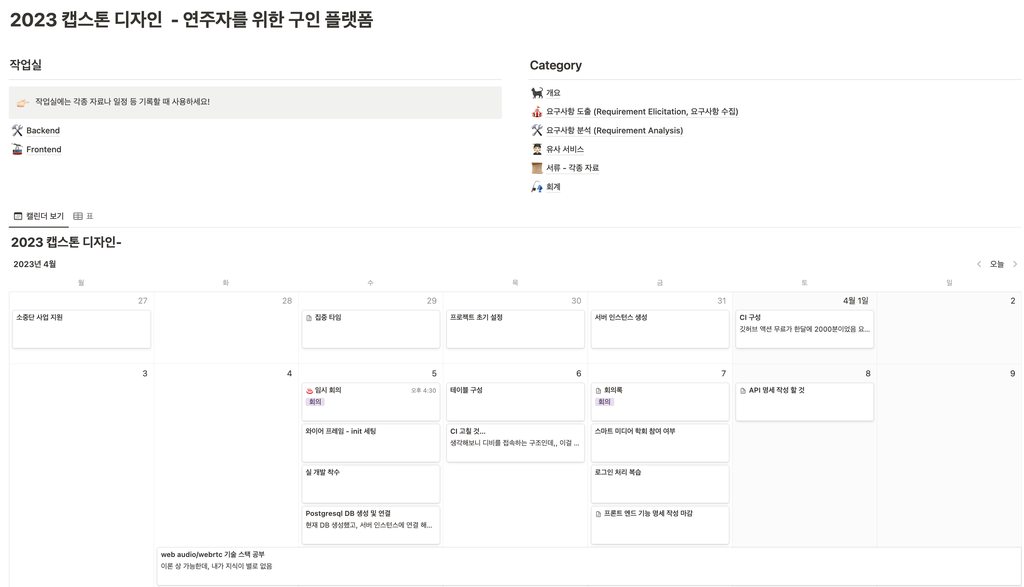 2023 캡스톤 디자인 - 연주자를 위한 구인 플랫폼
작업실
작업실에는 각종 자료나 일정 등 기록할 때 사용하세요!
Backend
Frontend
Category
개요
요구사항 도출 (Requirement Elicitation, 요구사항 수집)
요구사항 분석 (Requirement Analysis)
유사 서비스
서류 - 각종 자료
회계
캘린더 보기 표
2023 캡스톤 디자인-
2023년 4월
오늘
월 화 수 목 금 토 일
27 28 29 30 31 4월 1일 2
소중단 사업 지원
집중 타임
프로젝트 초기 설정
서버 인스턴스 생성
CI 구성
깃허브 액션 무료가 한달에 2000분이었음 요...
3 4 5 6 7 8 9
임시 회의 오후 4:30
회의
와이어 프레임 - init 세팅
실 개발 착수
Postgresql DB 생성 및 연결
현재 DB 생성했고, 서버 인스턴스에 연결 해...
테이블 구성
CI 고칠 것...
생각해보니 디비를 접속하는 구조인데,, 이걸 ...
회의록
회의
스마트 미디어 학회 참여 여부
로그인 처리 복습
프론트 엔드 기능 명세 작성 마감
API 명세 작성 할 것
web audio/webrtc 기술 스택 공부
이론 상 가능한데, 내가 지식이 별로 없음